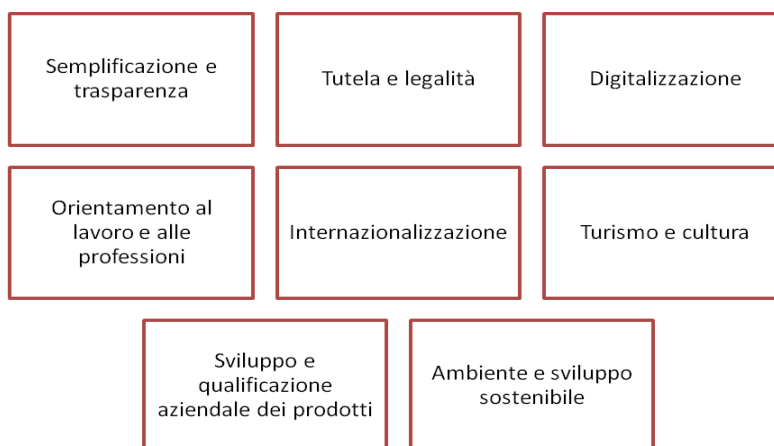 Semplificazione e
trasparenza
Tutela e legalità
Digitalizzazione
Orientamento al
lavoro e alle
professioni
Internazionalizzazione
Turismo e cultura
Sviluppo e
qualificazione
aziendale dei prodotti
Ambiente e sviluppo
sostenibile